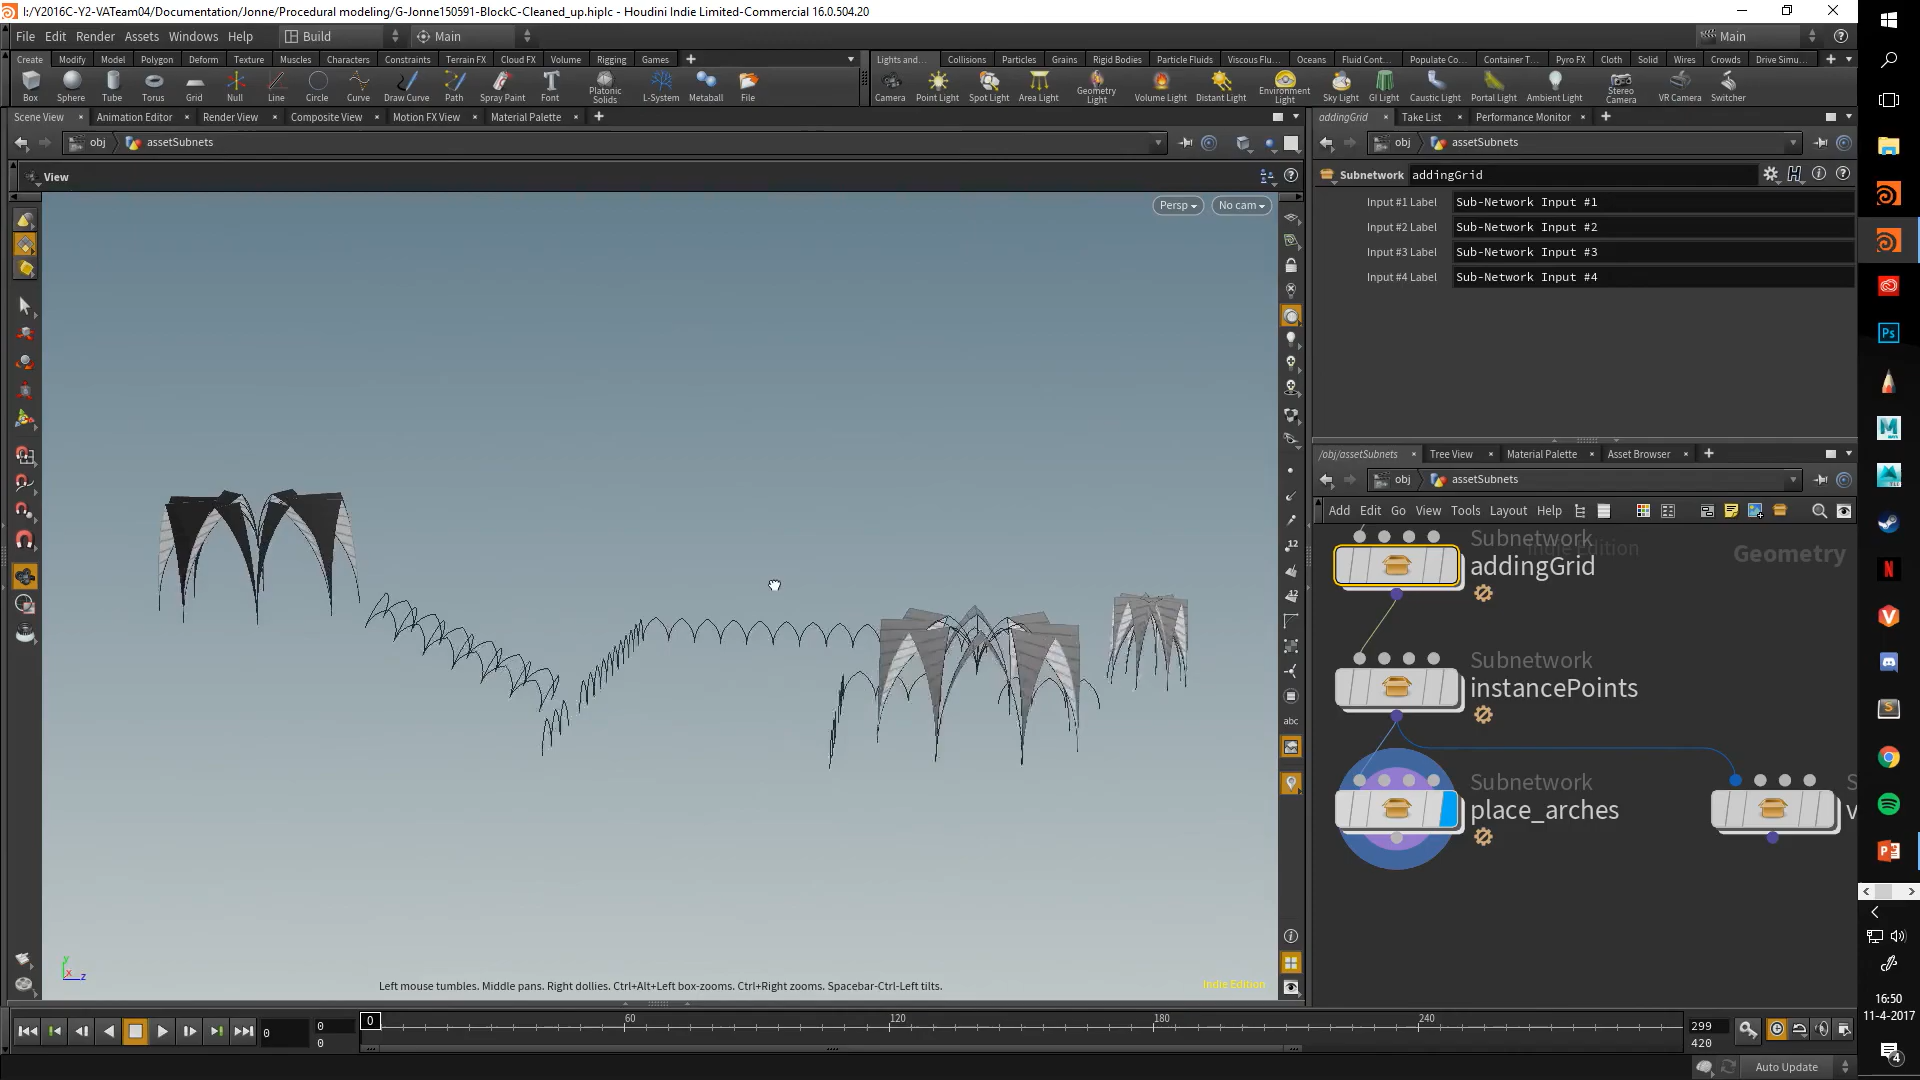 I:/Y2016C-Y2-VATeam04/Documentation/Jonne/Procedural modeling/G-Jonne150591-BlockC-Cleaned_up.hiplc - Houdini Indie Limited-Commercial 16.0.504.20
File Edit Render Assets Windows Help Build Main Main
Create Modify Model Polygon Deform Texture Muscles Characters Constraints Terrain FX Cloud FX Volume Rigging Games
Lights and... Collisions Particles Grains Rigid Bodies Particle Fluids Viscous Flu... Oceans Fluid Cont... Populate Co... Container T... Pyro FX Cloth Solid Wires Crowds Drive Simu...
Box Sphere Tube Torus Grid Null Line Circle Curve Draw Curve Path Spray Paint Font Platonic Solids L-System Metaball File
Camera Point Light Spot Light Area Light Geometry Light Volume Light Distant Light Environment Light Sky Light GI Light Caustic Light Portal Light Ambient Light Stereo Camera VR Camera Switcher
Scene View Animation Editor Render View Composite View Motion FX View Material Palette
addingGrid Take List Performance Monitor
obj assetSubnets
obj assetSubnets
View
Subnetwork addingGrid
Persp No cam
Input #1 Label Sub-Network Input #1
Input #2 Label Sub-Network Input #2
Input #3 Label Sub-Network Input #3
Input #4 Label Sub-Network Input #4
/obj/assetSubnets Tree View Material Palette Asset Browser
obj assetSubnets
Add Edit Go View Tools Layout Help
Indie Edition
Geometry
Subnetwork
addingGrid
Subnetwork
instancePoints
Subnetwork
place_arches
S
v
12
12
abc
y
x
z
Left mouse tumbles. Middle pans. Right dollies. Ctrl+Alt+Left box-zooms. Ctrl+Right zooms. Spacebar-Ctrl-Left tilts.
Indie Edition
0 0 0
0 60 120 180 240
299
420
Auto Update
Ps
M
M
N
S
P
16:50
11-4-2017
4